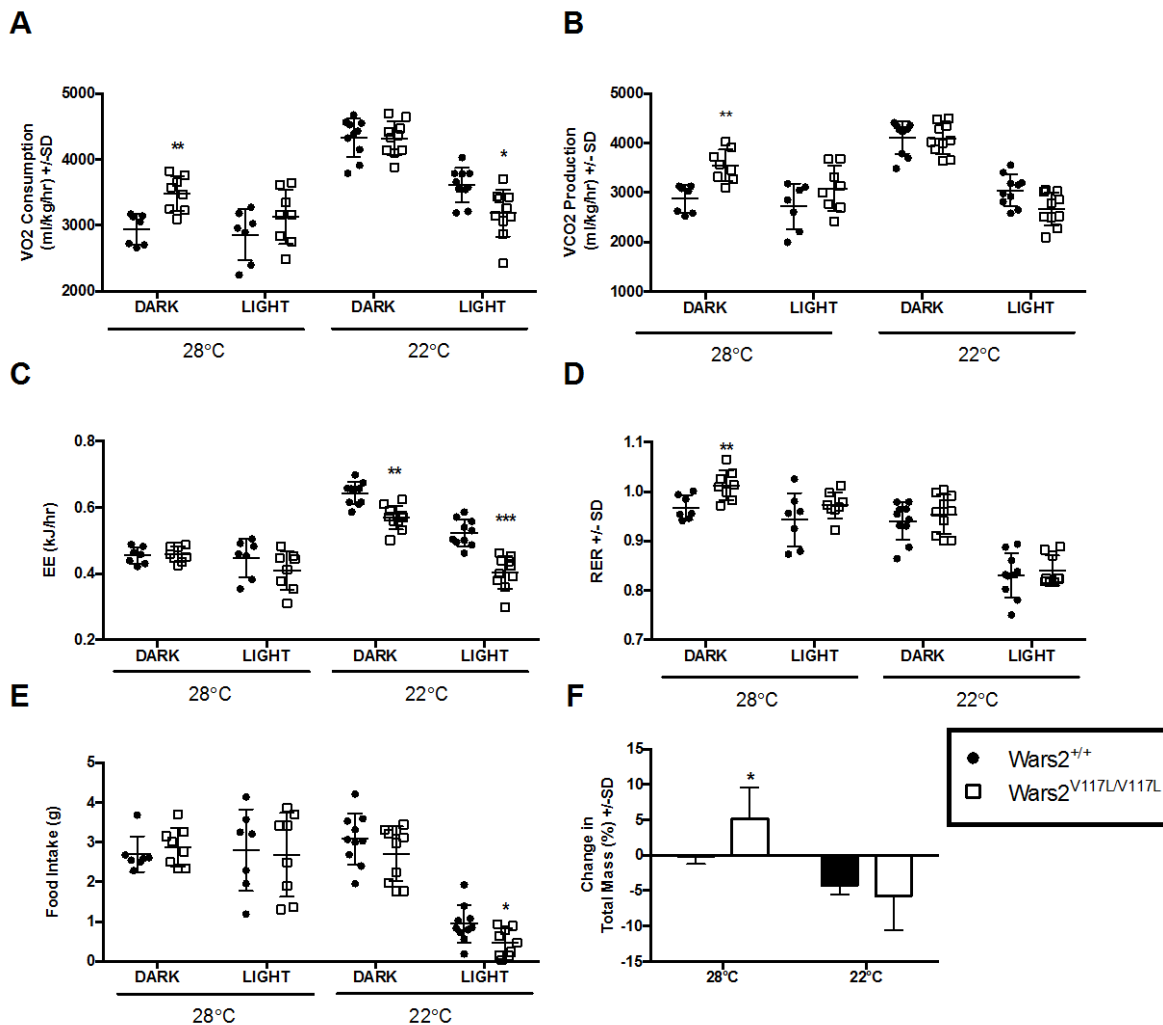 A
B
VO2 Consumption
(ml/kg/hr) +/-SD
5000
4000
3000
2000
**
*
DARK
LIGHT
DARK
LIGHT
28°C
22°C
VCO2 Production
(ml/kg/hr) +/- SD
5000
4000
3000
2000
1000
**
DARK
LIGHT
DARK
LIGHT
28°C
22°C
C
D
EE (kJ/hr)
0.8
0.6
0.4
0.2
**
***
DARK
LIGHT
DARK
LIGHT
28°C
22°C
RER +/- SD
1.1
1.0
0.9
0.8
0.7
**
DARK
LIGHT
DARK
LIGHT
28°C
22°C
E
F
Food Intake (g)
5
4
3
2
1
0
*
DARK
LIGHT
DARK
LIGHT
28°C
22°C
Change in
Total Mass (%) +/-SD
15
10
5
0
-5
-10
-15
*
28°C
22°C
Wars2+/+
Wars2V117L/V117L